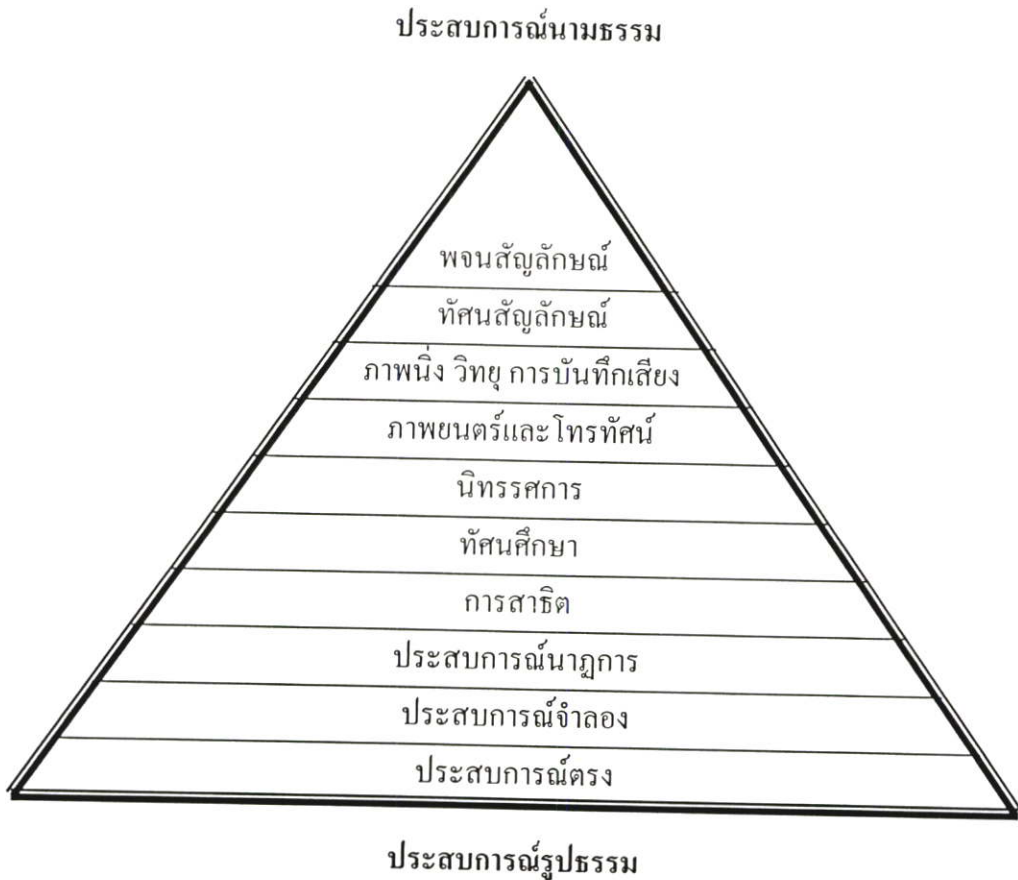 ประสบการณ์นามธรรม
พจนสัญลักษณ์
ทัศนสัญลักษณ์
ภาพนิ่ง วิทยุ การบันทึกเสียง
ภาพยนตร์และโทรทัศน์
นิทรรศการ
ทัศนศึกษา
การสาธิต
ประสบการณ์นาฏการ
ประสบการณ์จำลอง
ประสบการณ์ตรง
ประสบการณ์รูปธรรม